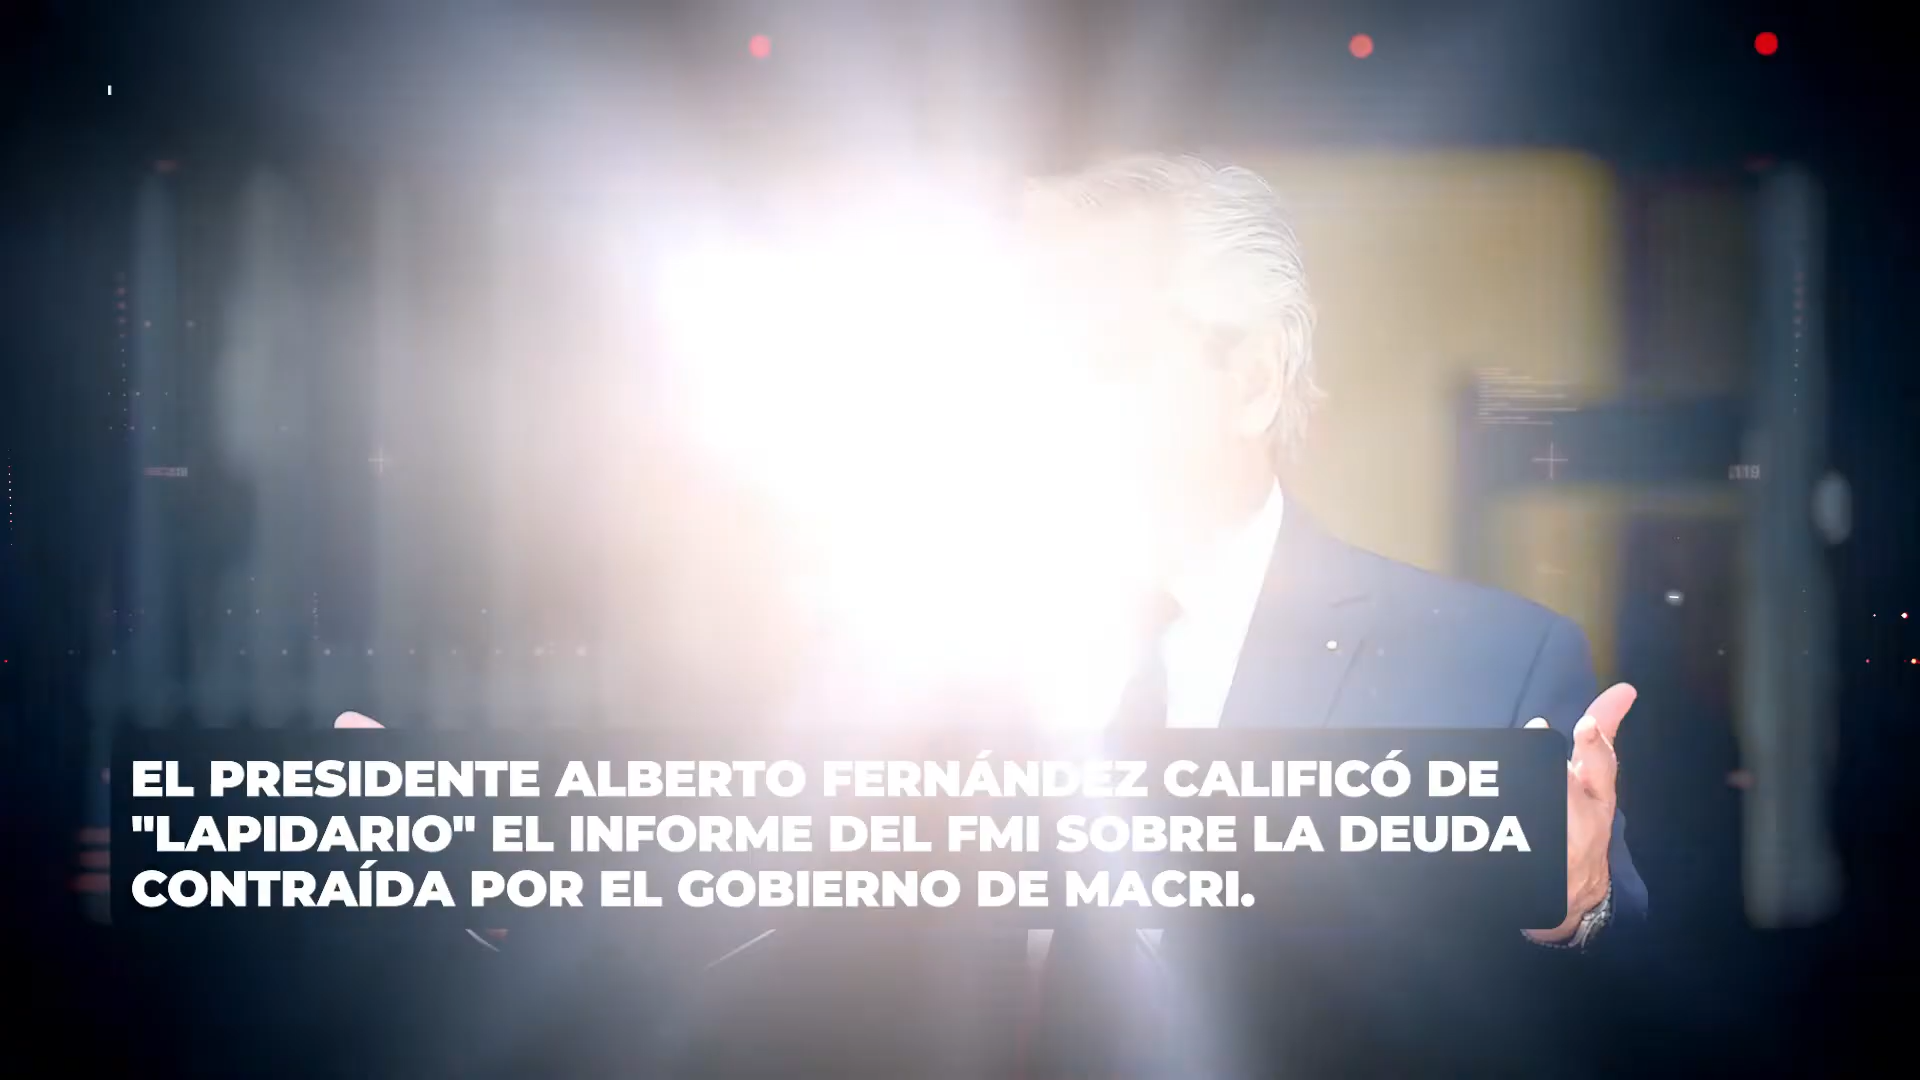 EL PRESIDENTE ALBERTO FERNÁNDEZ CALIFICÓ DE
"LAPIDARIO" EL INFORME DEL FMI SOBRE LA DEUDA
CONTRAÍDA POR EL GOBIERNO DE MACRI.